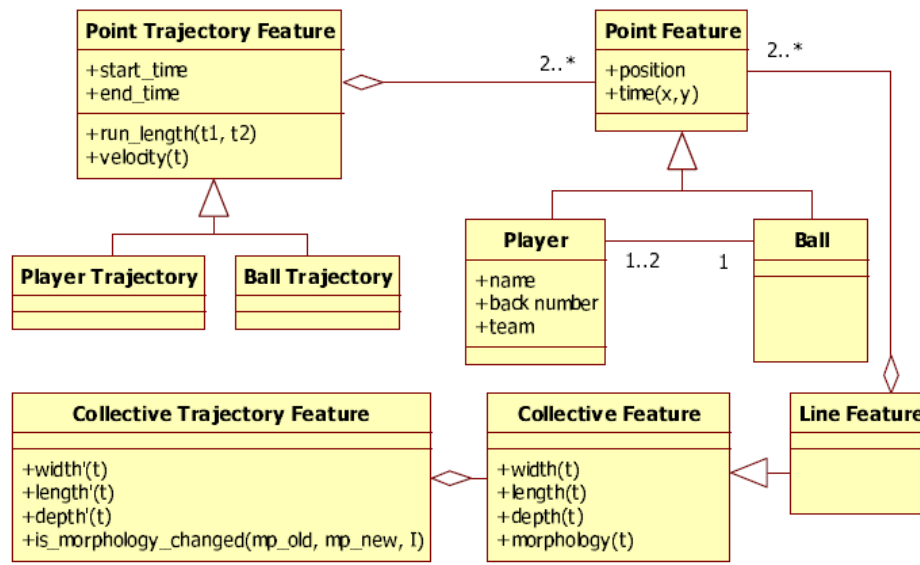 Point Trajectory Feature
+start_time
+end_time
+run_length(t1, t2)
+velocity(t)
2..*
Point Feature
+position
+time(x,y)
2..*
Player Trajectory
Ball Trajectory
Player
+name
+back number
+team
1..2
1
Ball
Collective Trajectory Feature
+width'(t)
+length'(t)
+depth'(t)
+is_morphology_changed(mp_old, mp_new, I)
Collective Feature
+width(t)
+length(t)
+depth(t)
+morphology(t)
Line Feature